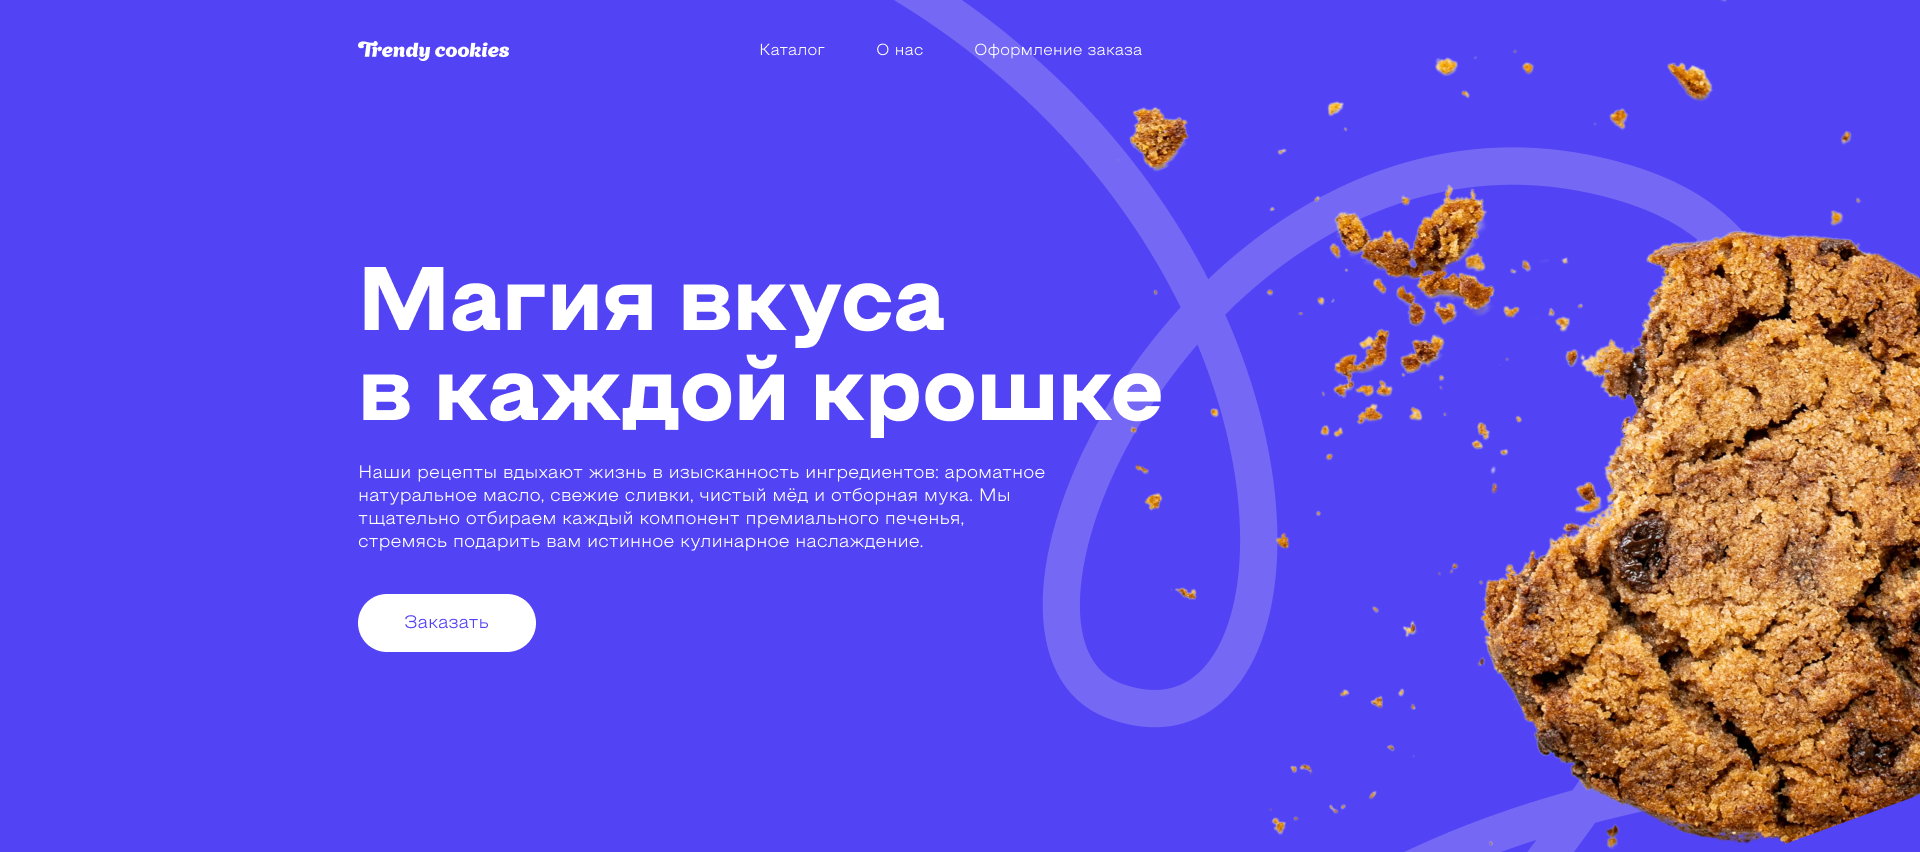 Trendy cookies
Каталог
О нас
Оформление заказа
Магия вкуса
в каждой крошке
Наши рецепты вдыхают жизнь в изысканность ингредиентов: ароматное
натуральное масло, свежие сливки, чистый мёд и отборная мука. Мы
тщательно отбираем каждый компонент премиального печенья,
стремясь подарить вам истинное кулинарное наслаждение.
Заказать